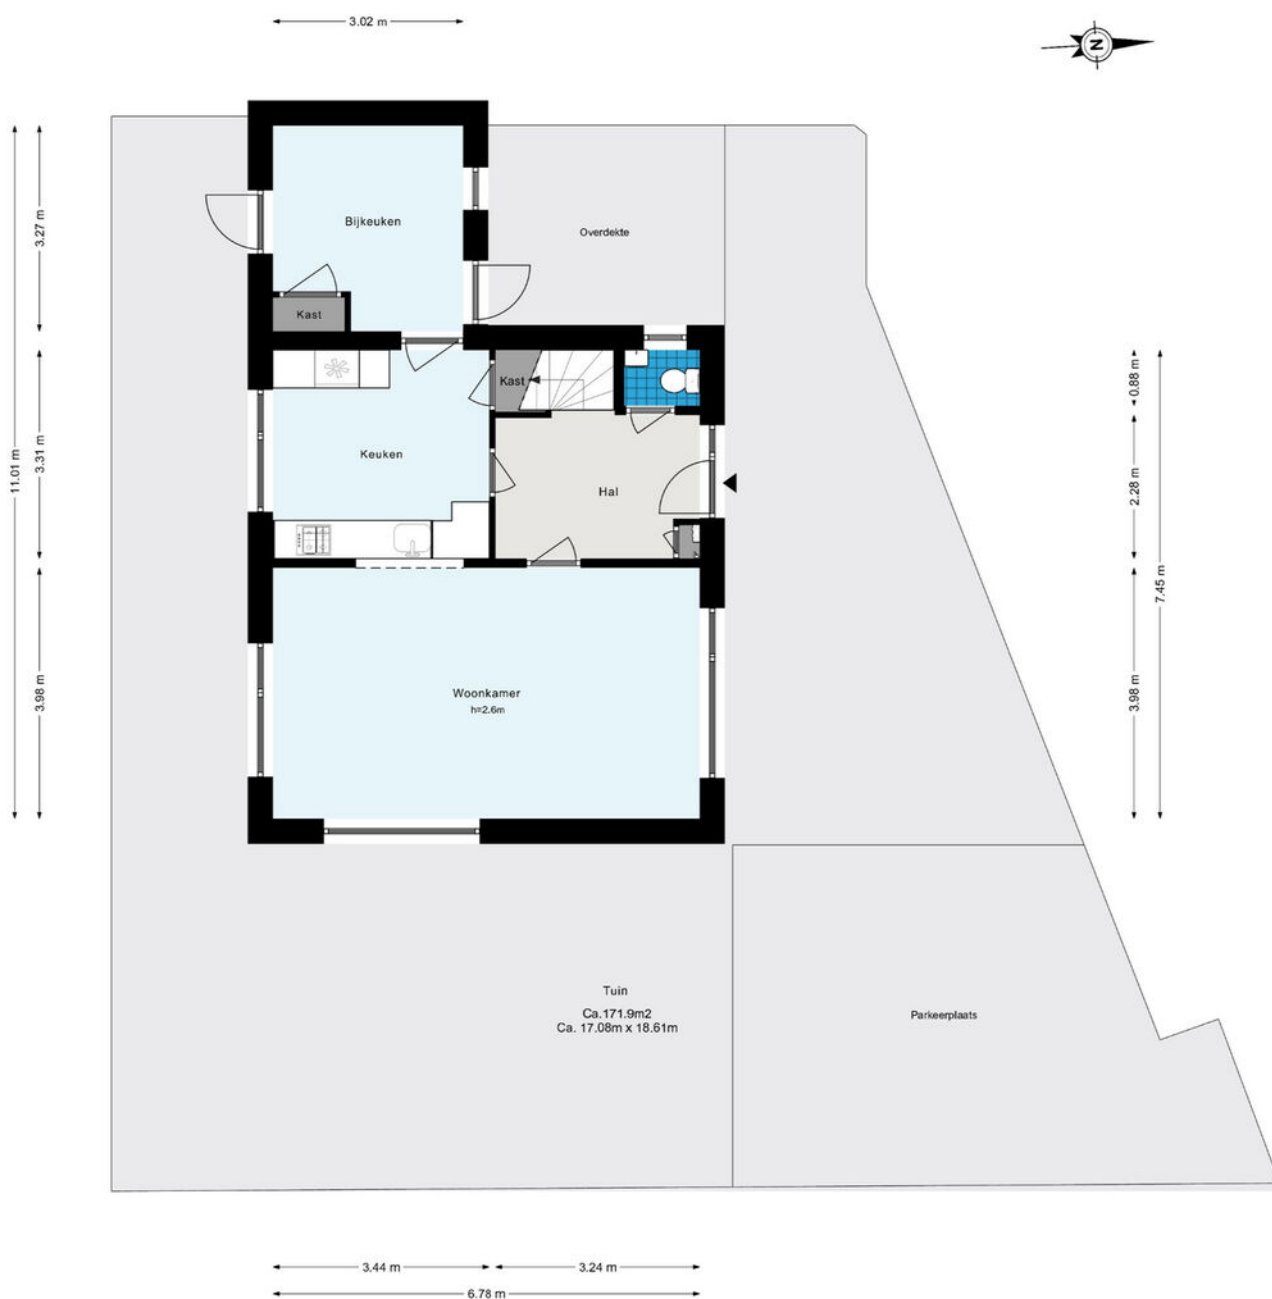 3.02 m
N
Bijkeuken
Overdekte
Kast
3.27 m
11.01 m
3.31 m
3.98 m
Kast
Keuken
Hal
0.88 m
2.28 m
7.45 m
3.98 m
Woonkamer
h=2.6m
Tuin
Ca.171.9m2
Ca. 17.08m x 18.61m
Parkeerplaats
3.44 m
3.24 m
6.78 m